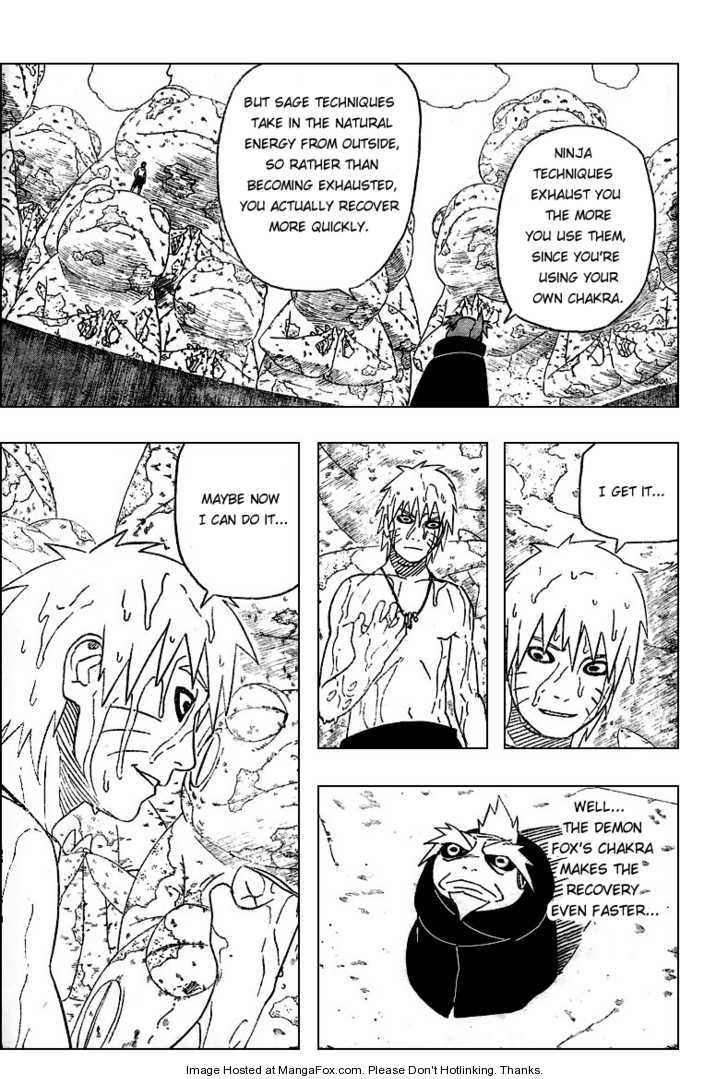 NINJA
TECHNIQUES
EXHAUST YOU
THE MORE
YOU USE THEM,
SINCE YOU'RE
USING YOUR
OWN CHAKRA.
BUT SAGE TECHNIQUES
TAKE IN THE NATURAL
ENERGY FROM OUTSIDE,
SO RATHER THAN
BECOMING EXHAUSTED,
YOU ACTUALLY RECOVER
MORE QUICKLY.
I GET IT...
MAYBE NOW
I CAN DO IT...
WELL...
THE DEMON
FOX'S CHAKRA
MAKES THE
RECOVERY
EVEN FASTER...
Image Hosted at MangaFox.com. Please Don't Hotlinking. Thanks.